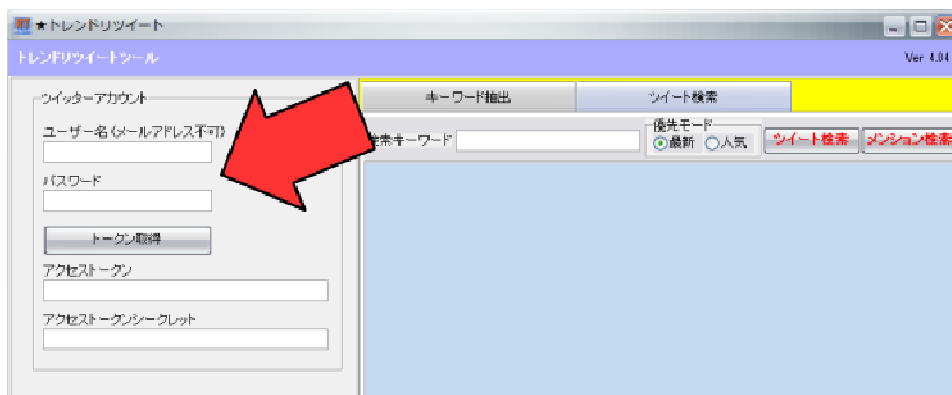 ★トレンドリツイート
トレンドリツイートツール
Ver 4.04
ツイッターアカウント
ユーザー名(メールアドレス不可)
パスワード
トークン取得
アクセストークン
アクセストークンシークレット
キーワード抽出
ツイート検索
検索キーワード
優先モード
最新 人気
ツイート検索
メンション検索